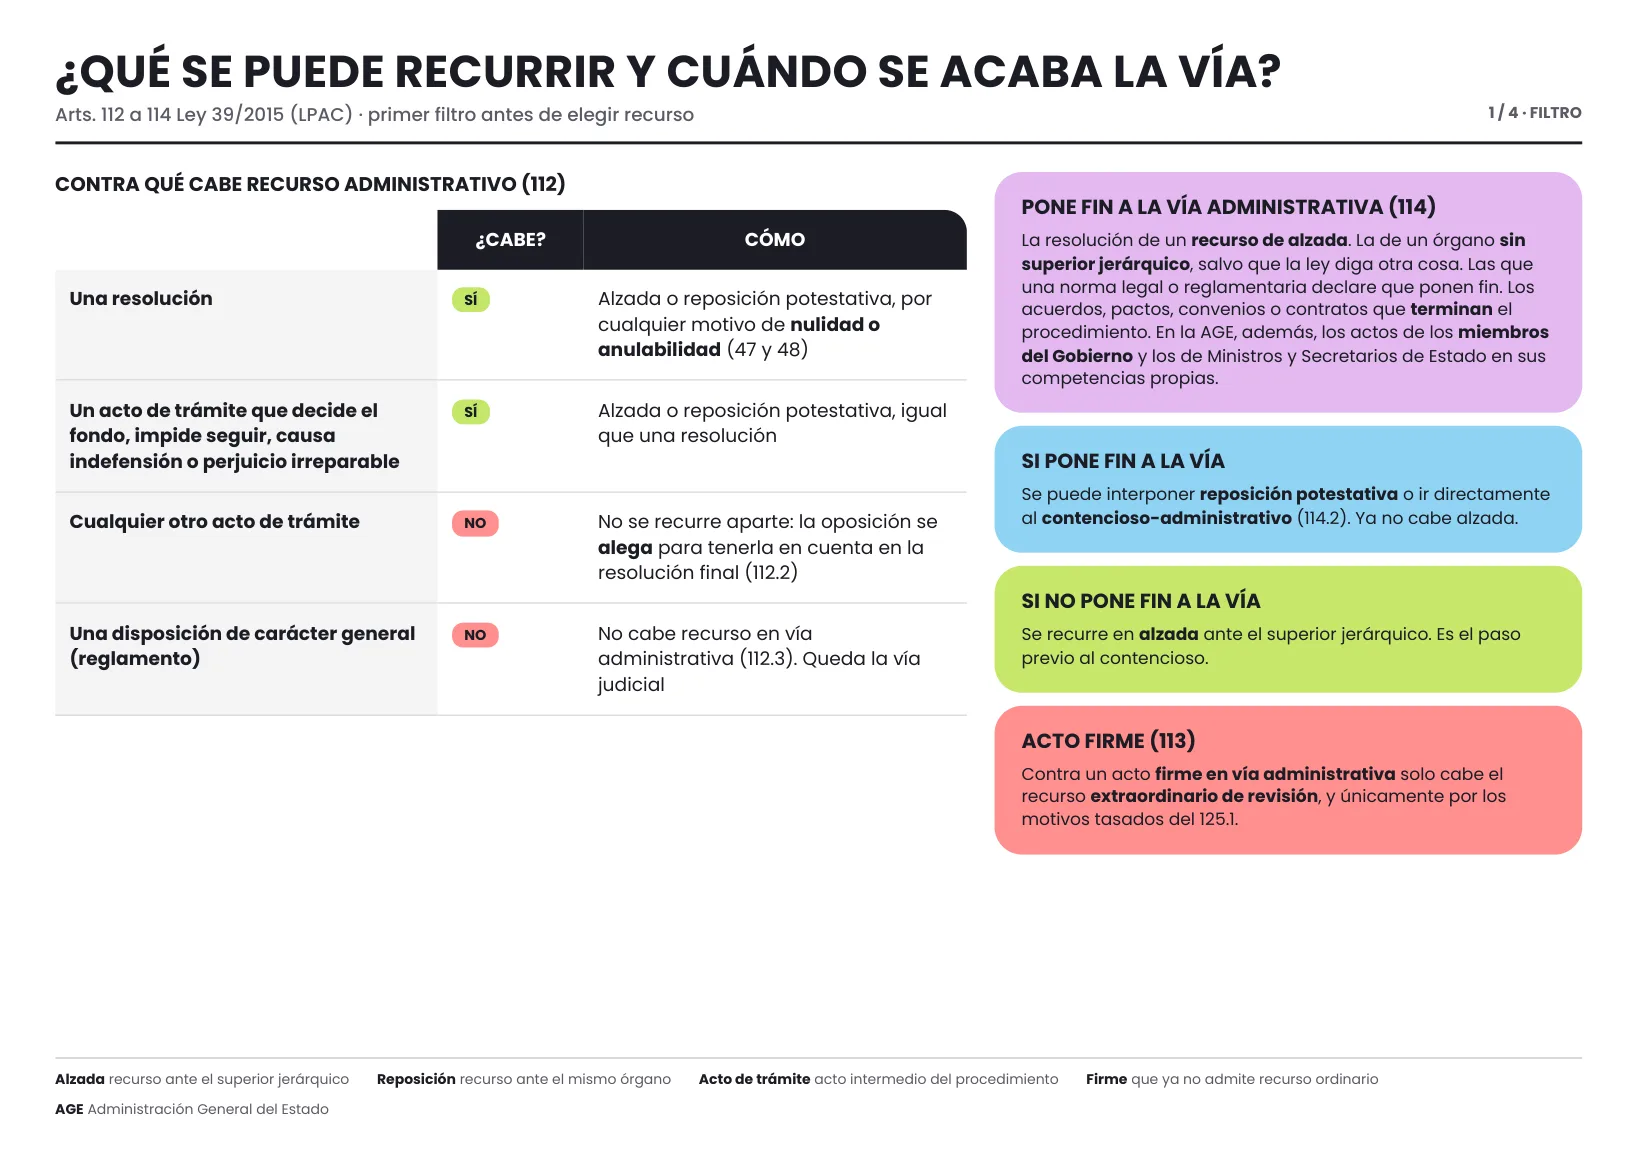 ¿QUÉ SE PUEDE RECURRIR Y CUÁNDO SE ACABA LA VÍA?
Arts. 112 a 114 Ley 39/2015 (LPAC) · primer filtro antes de elegir recurso
1 / 4 · FILTRO
CONTRA QUÉ CABE RECURSO ADMINISTRATIVO (112)
¿CABE?
CÓMO
Una resolución
SÍ
Alzada o reposición potestativa, por
cualquier motivo de nulidad o
anulabilidad (47 y 48)
Un acto de trámite que decide el
fondo, impide seguir, causa
indefensión o perjuicio irreparable
SÍ
Alzada o reposición potestativa, igual
que una resolución
Cualquier otro acto de trámite
NO
No se recurre aparte: la oposición se
alega para tenerla en cuenta en la
resolución final (112.2)
Una disposición de carácter general
(reglamento)
NO
No cabe recurso en vía
administrativa (112.3). Queda la vía
judicial
PONE FIN A LA VÍA ADMINISTRATIVA (114)
La resolución de un recurso de alzada. La de un órgano sin
superior jerárquico, salvo que la ley diga otra cosa. Las que
una norma legal o reglamentaria declare que ponen fin. Los
acuerdos, pactos, convenios o contratos que terminan el
procedimiento. En la AGE, además, los actos de los miembros
del Gobierno y los de Ministros y Secretarios de Estado en sus
competencias propias.
SI PONE FIN A LA VÍA
Se puede interponer reposición potestativa o ir directamente
al contencioso-administrativo (114.2). Ya no cabe alzada.
SI NO PONE FIN A LA VÍA
Se recurre en alzada ante el superior jerárquico. Es el paso
previo al contencioso.
ACTO FIRME (113)
Contra un acto firme en vía administrativa solo cabe el
recurso extraordinario de revisión, y únicamente por los
motivos tasados del 125.1.
Alzada recurso ante el superior jerárquico Reposición recurso ante el mismo órgano Acto de trámite acto intermedio del procedimiento Firme que ya no admite recurso ordinario
AGE Administración General del Estado